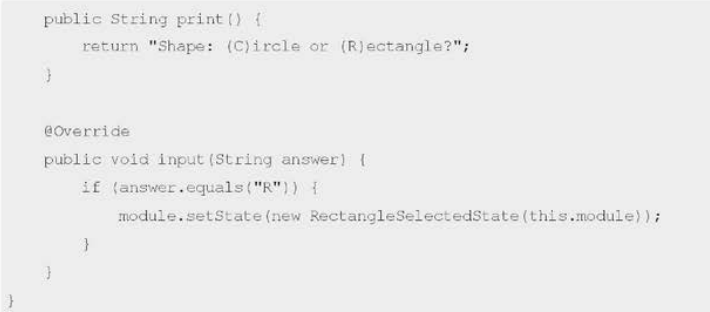 public String print() {
return "Shape: (C)ircle or (R)ectangle?";
}
@Override
public void input(String answer) {
if (answer.equals("R")) {
module.setState(new RectangleSelectedState(this.module));
}
}
}